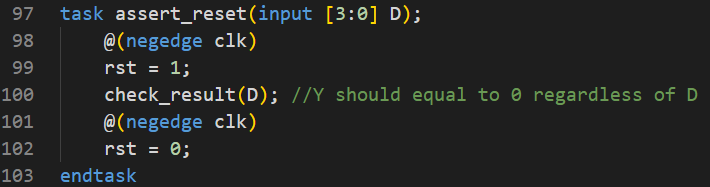 97 task assert_reset(input [3:0] D);
98 @(negedge clk)
99 rst = 1;
100 check_result(D); //Y should equal to 0 regardless of D
101 @(negedge clk)
102 rst = 0;
103 endtask